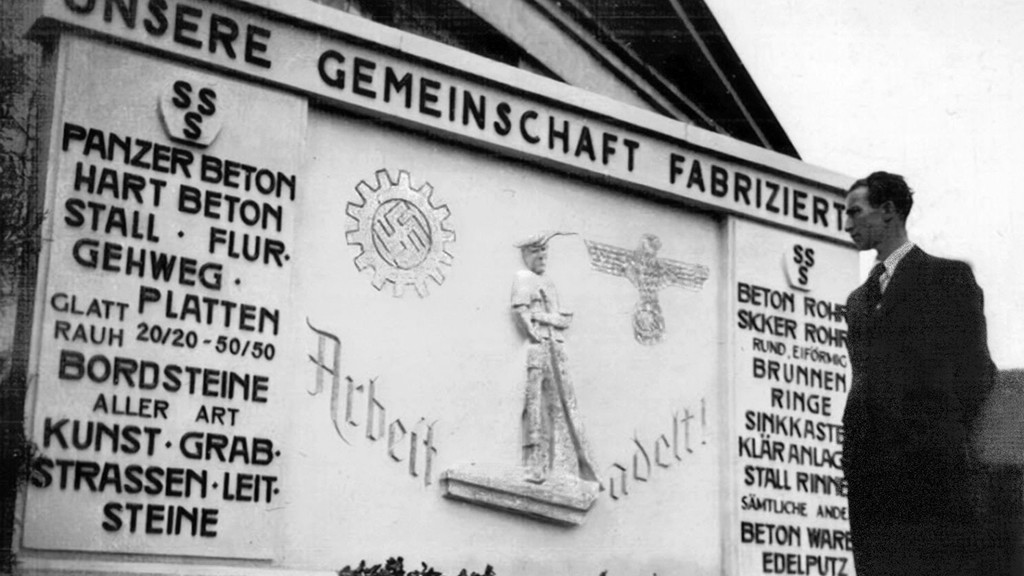 UNSERE GEMEINSCHAFT FABRIZIERT
SSS
PANZER BETON
HART BETON
STALL · FLUR·
GEHWEG ·
GLATT PLATTEN
RAUH 20/20 - 50/50
BORDSTEINE
ALLER ART
KUNST · GRAB·
STRASSEN · LEIT·
STEINE
Arbeit adelt!
SSS
BETON ROHR
SICKER ROHR
RUND, EIFÖRMIG
BRUNNEN
RINGE
SINKKASTE
KLÄRANLAG
STALL RINNE
SÄMTLICHE ANDE
BETON WARE
EDELPUTZ